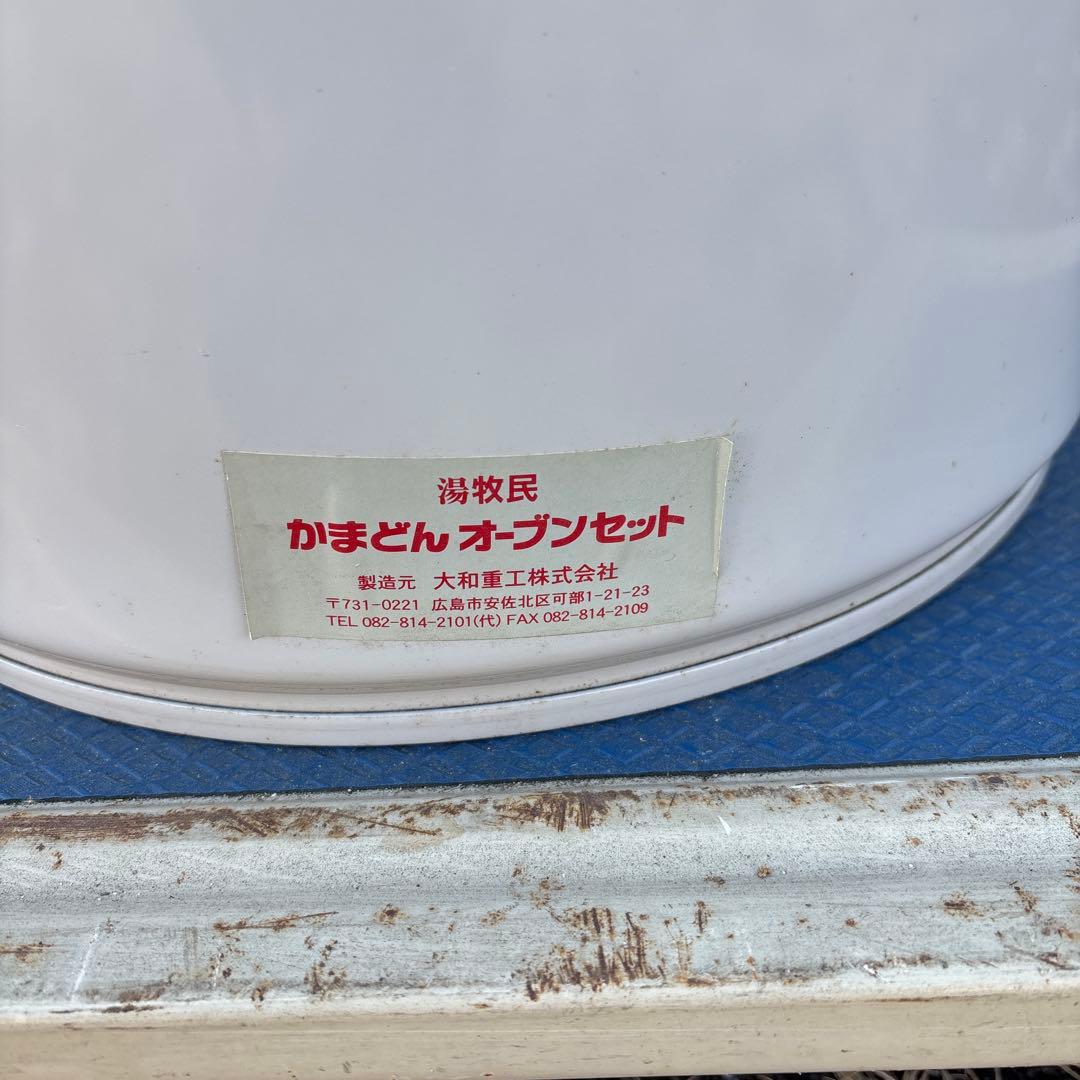 湯牧民
かまどん オーブンセット
製造元 大和重工株式会社
〒731-0221 広島市安佐北区可部1-21-23
TEL 082-814-2101(代) FAX 082-814-2109